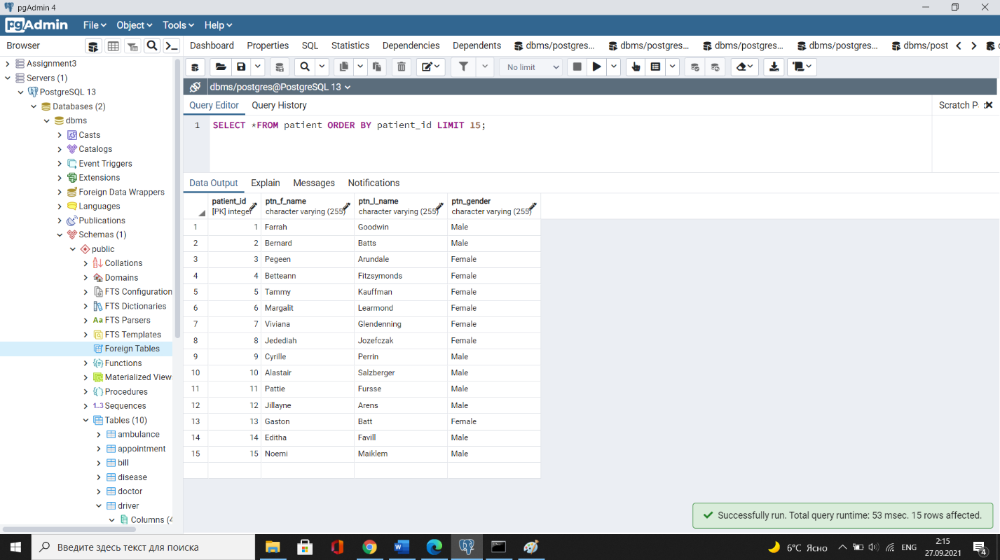 pgAdmin 4
pgAdmin File Object Tools Help
Browser Dashboard Properties SQL Statistics Dependencies Dependents dbms/postgres... dbms/postgres... dbms/postgres... dbms/postgres... dbms/post
No limit
dbms/postgres@PostgreSQL 13
Query Editor Query History Scratch P
1 SELECT *FROM patient ORDER BY patient_id LIMIT 15;
Assignment3
Servers (1)
PostgreSQL 13
Databases (2)
dbms
Casts
Catalogs
Event Triggers
Extensions
Foreign Data Wrappers
Languages
Publications
Schemas (1)
public
Collations
Domains
FTS Configuration
FTS Dictionaries
Aa FTS Parsers
FTS Templates
Foreign Tables
Functions
Materialized View
Procedures
1..3 Sequences
Tables (10)
ambulance
appointment
bill
disease
doctor
driver
Columns (4
Data Output Explain Messages Notifications
patient_id ptn_f_name ptn_l_name ptn_gender
[PK] integer character varying (255) character varying (255) character varying (255)
1 1 Farrah Goodwin Male
2 2 Bernard Batts Male
3 3 Pegeen Arundale Female
4 4 Betteann Fitzsymonds Female
5 5 Tammy Kauffman Female
6 6 Margalit Learmond Female
7 7 Viviana Glendenning Female
8 8 Jedediah Jozefczak Female
9 9 Cyrille Perrin Male
10 10 Alastair Salzberger Male
11 11 Pattie Fursse Male
12 12 Jillayne Arens Male
13 13 Gaston Batt Female
14 14 Editha Favill Male
15 15 Noemi Maiklem Male
Successfully run. Total query runtime: 53 msec. 15 rows affected.
Введите здесь текст для поиска
6°C Ясно ENG
2:15
27.09.2021
4